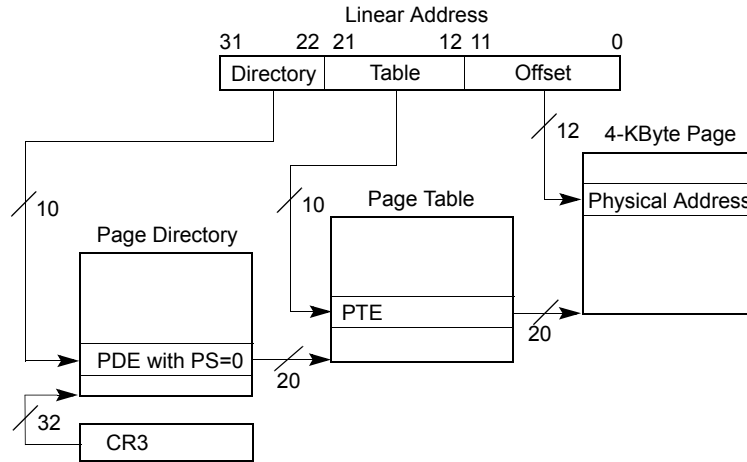 Linear Address
31 22 21 12 11 0
Directory Table Offset
12 4-KByte Page
10 10 Page Table Physical Address
Page Directory
PTE
20
PDE with PS=0
20
32
CR3